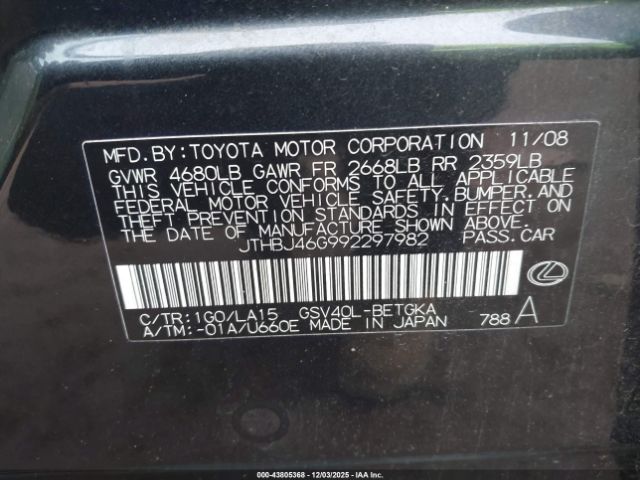 MFD. BY: TOYOTA MOTOR CORPORATION 11/08
GVWR 4680LB GAWR FR 2668LB RR 2359LB
THIS VEHICLE CONFORMS TO ALL APPLICABLE
FEDERAL MOTOR VEHICLE SAFETY, BUMPER, AND
THEFT PREVENTION STANDARDS IN EFFECT ON
THE DATE OF MANUFACTURE SHOWN ABOVE.
JTHBJ46G992297982 PASS. CAR
C/TR: 1G0/LA15 GSV40L-BETGKA
A/TM: -01A/U660E MADE IN JAPAN 788 A
000-43805368 - 12/03/2025 - IAAI.COM